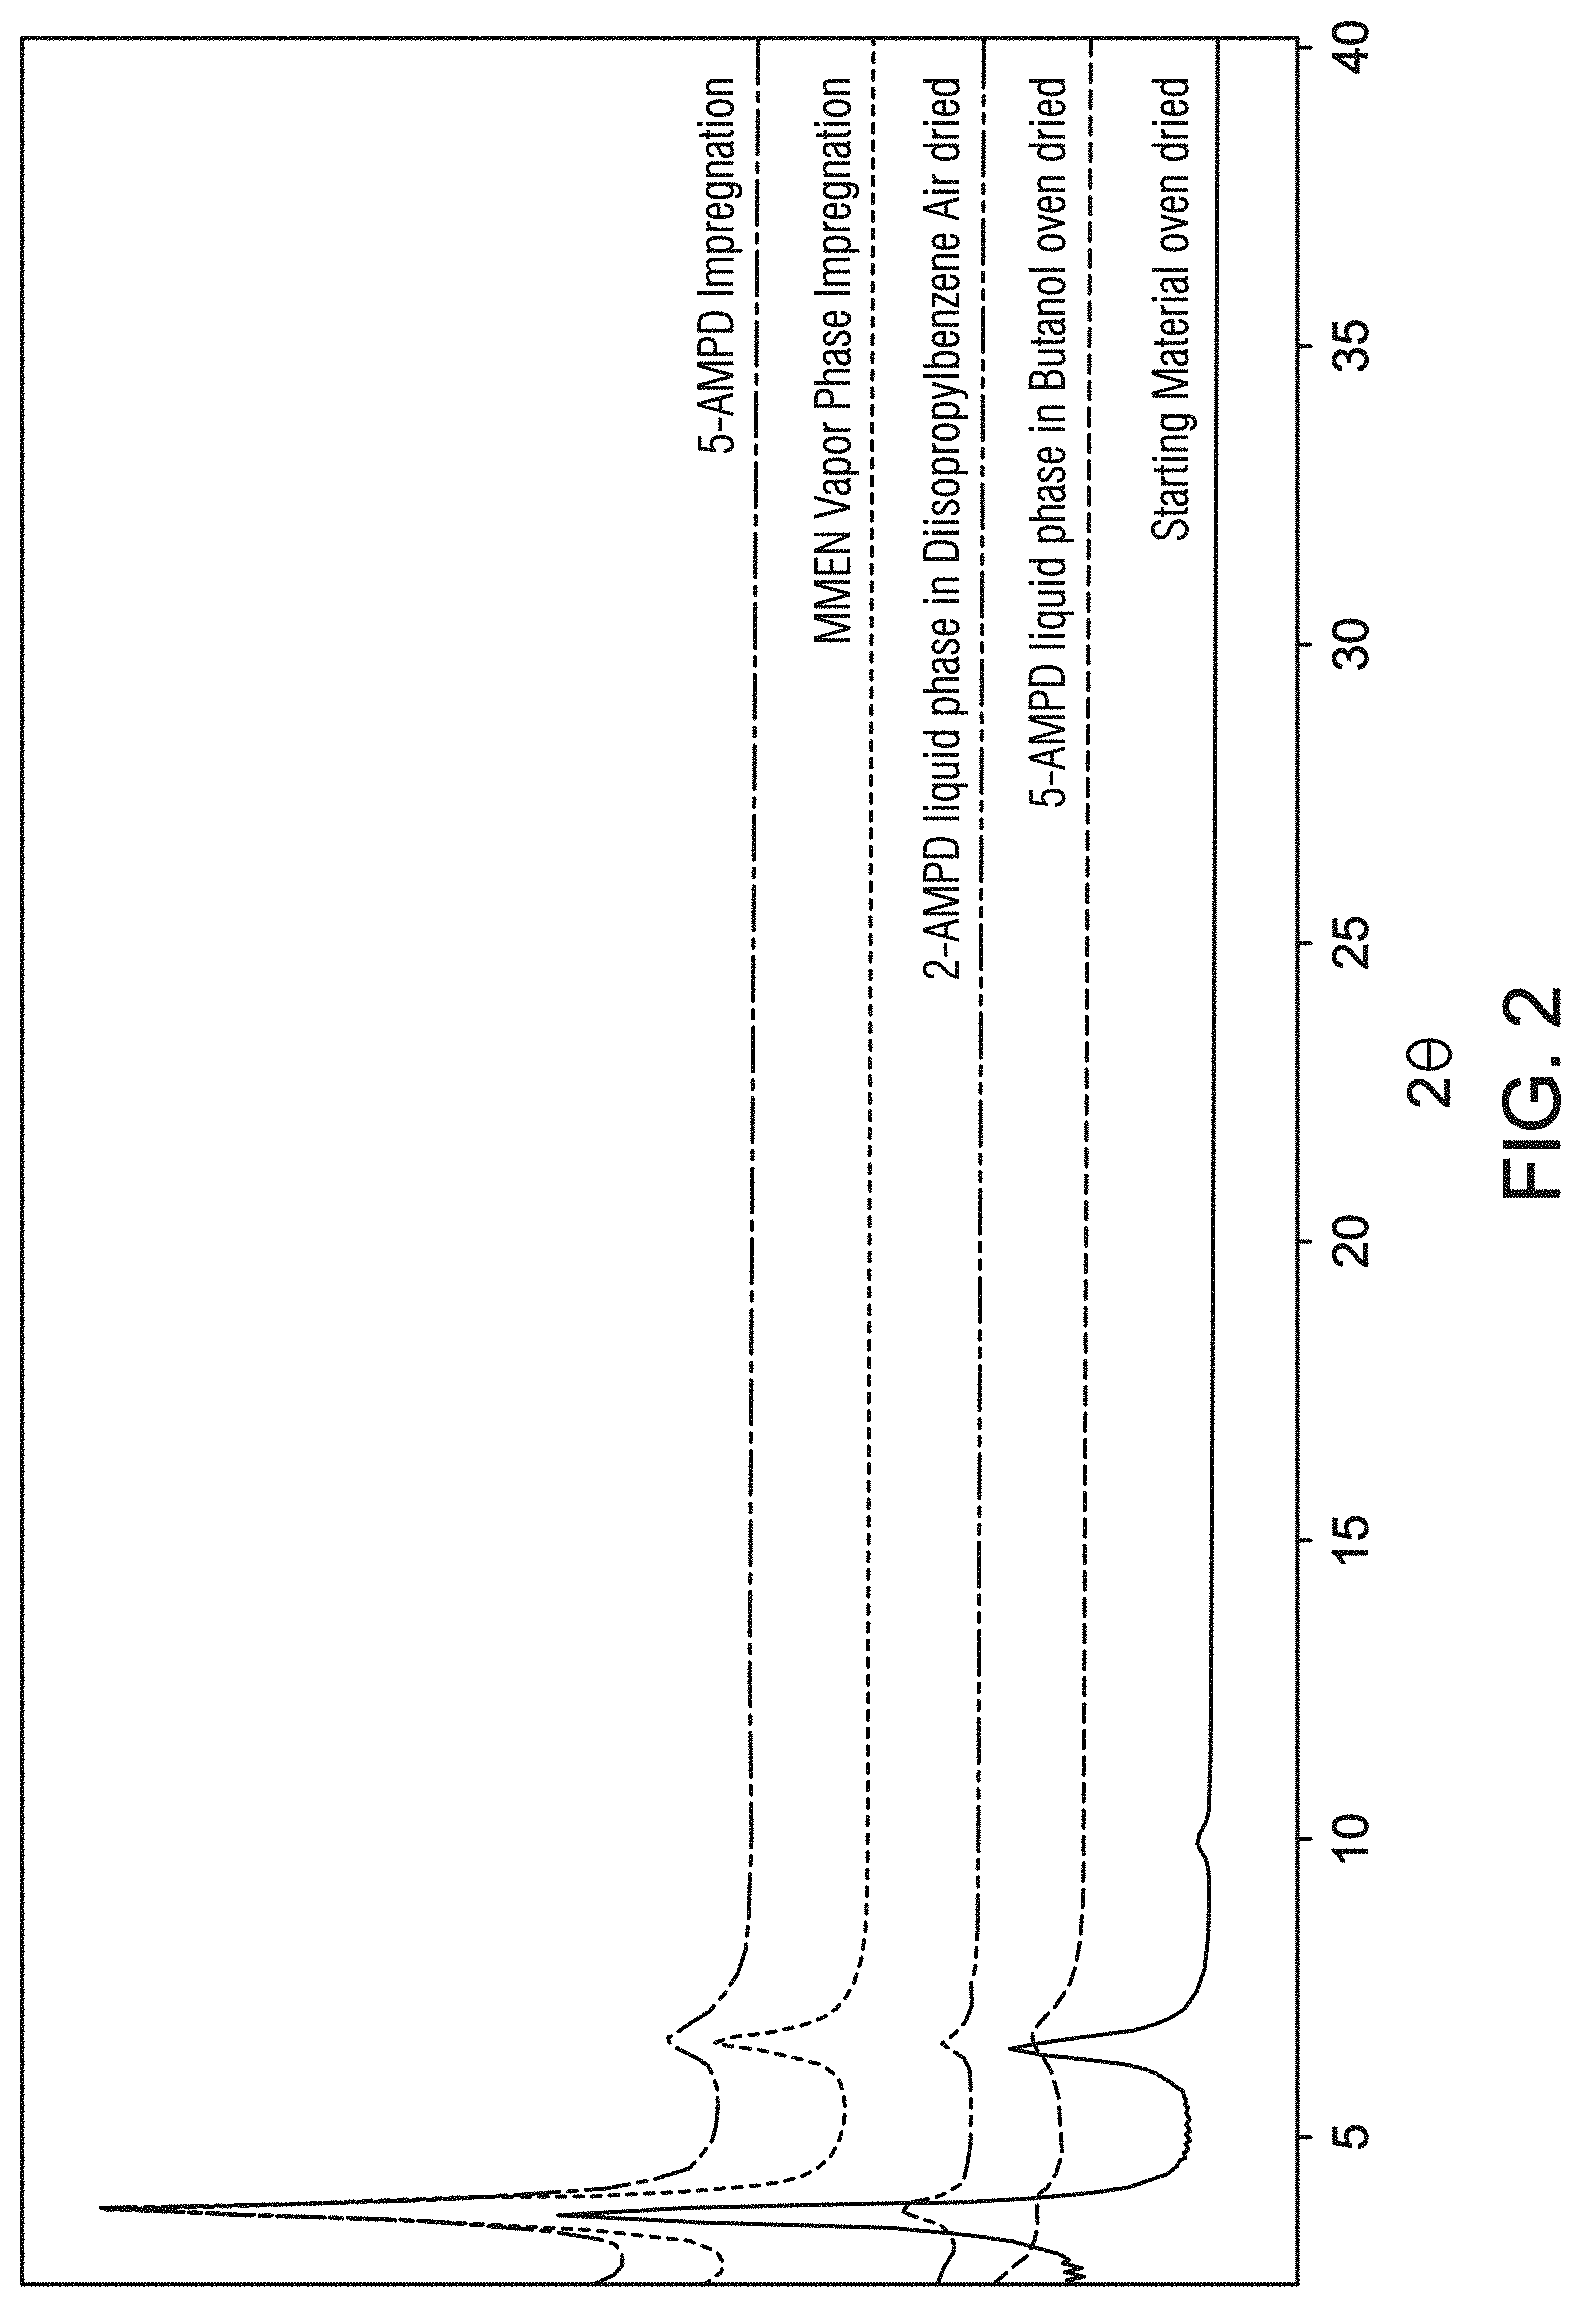 5-AMPD Impregnation
MMEN Vapor Phase Impregnation
2-AMPD liquid phase in Diisopropylbenzene Air dried
5-AMPD liquid phase in Butanol oven dried
Starting Material oven dried
5 10 15 20 25 30 35 40
2Θ
FIG. 2